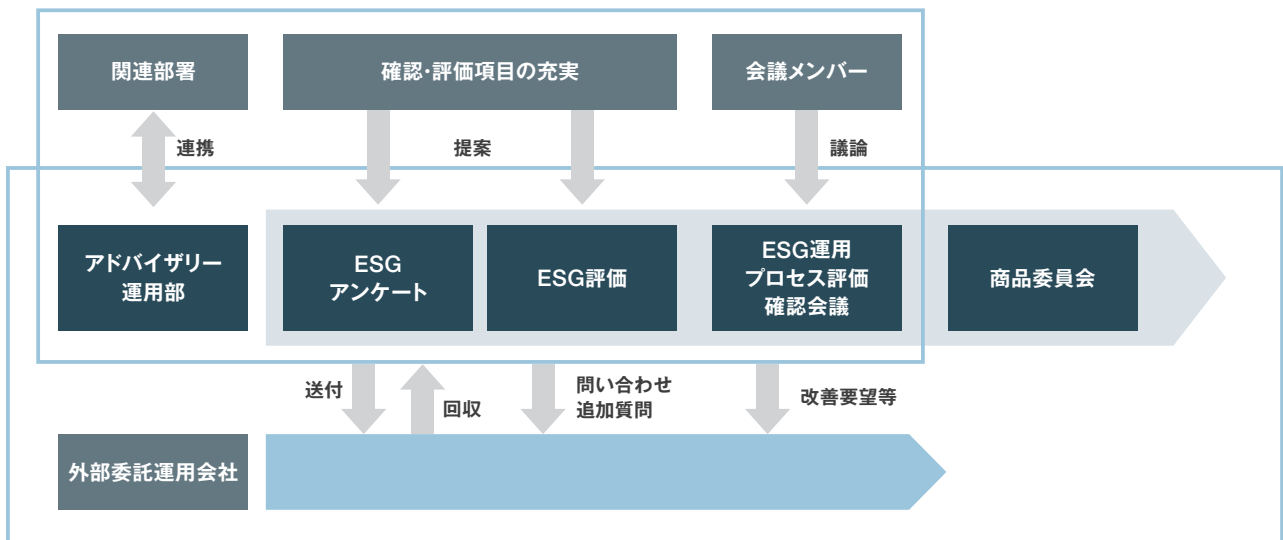 関連部署
確認・評価項目の充実
会議メンバー
連携
提案
議論
アドバイザリー
運用部
ESG
アンケート
ESG評価
ESG運用
プロセス評価
確認会議
商品委員会
送付
回収
問い合わせ
追加質問
改善要望等
外部委託運用会社